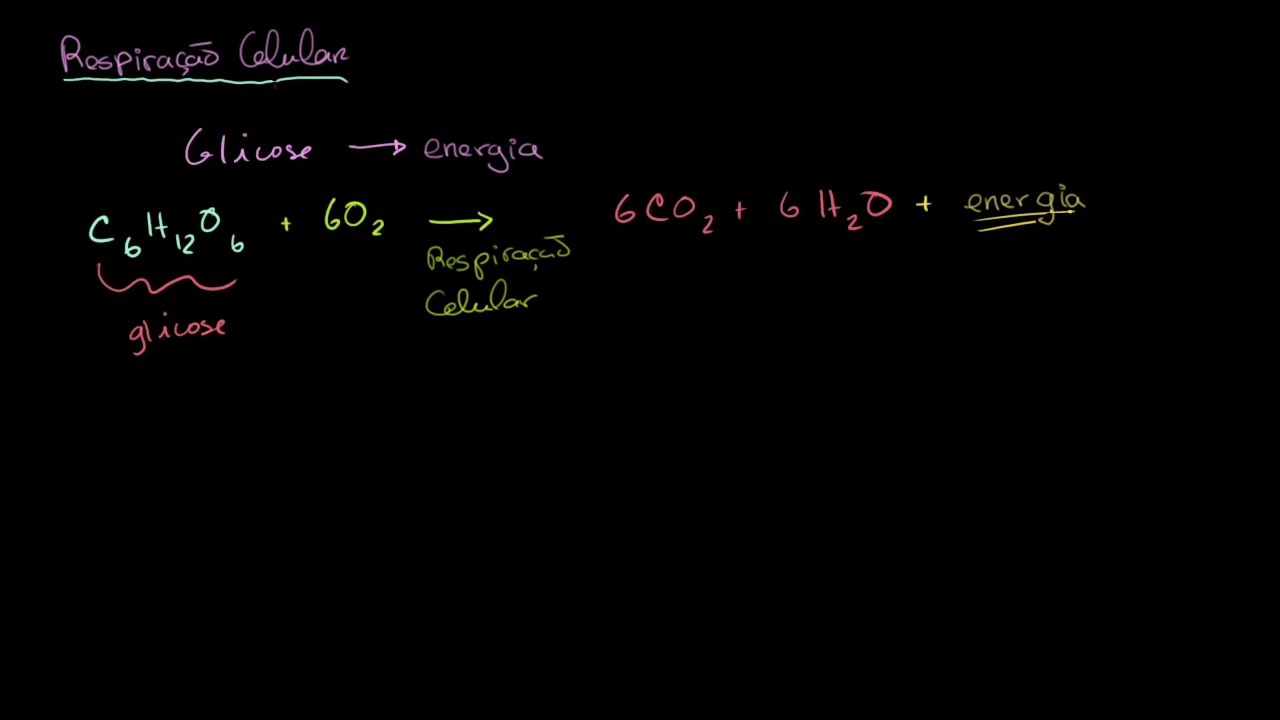 Respiração Celular
Glicose → energia
C₆H₁₂O₆ + 6O₂ → 6CO₂ + 6H₂O + energia
Respiração
Celular
glicose